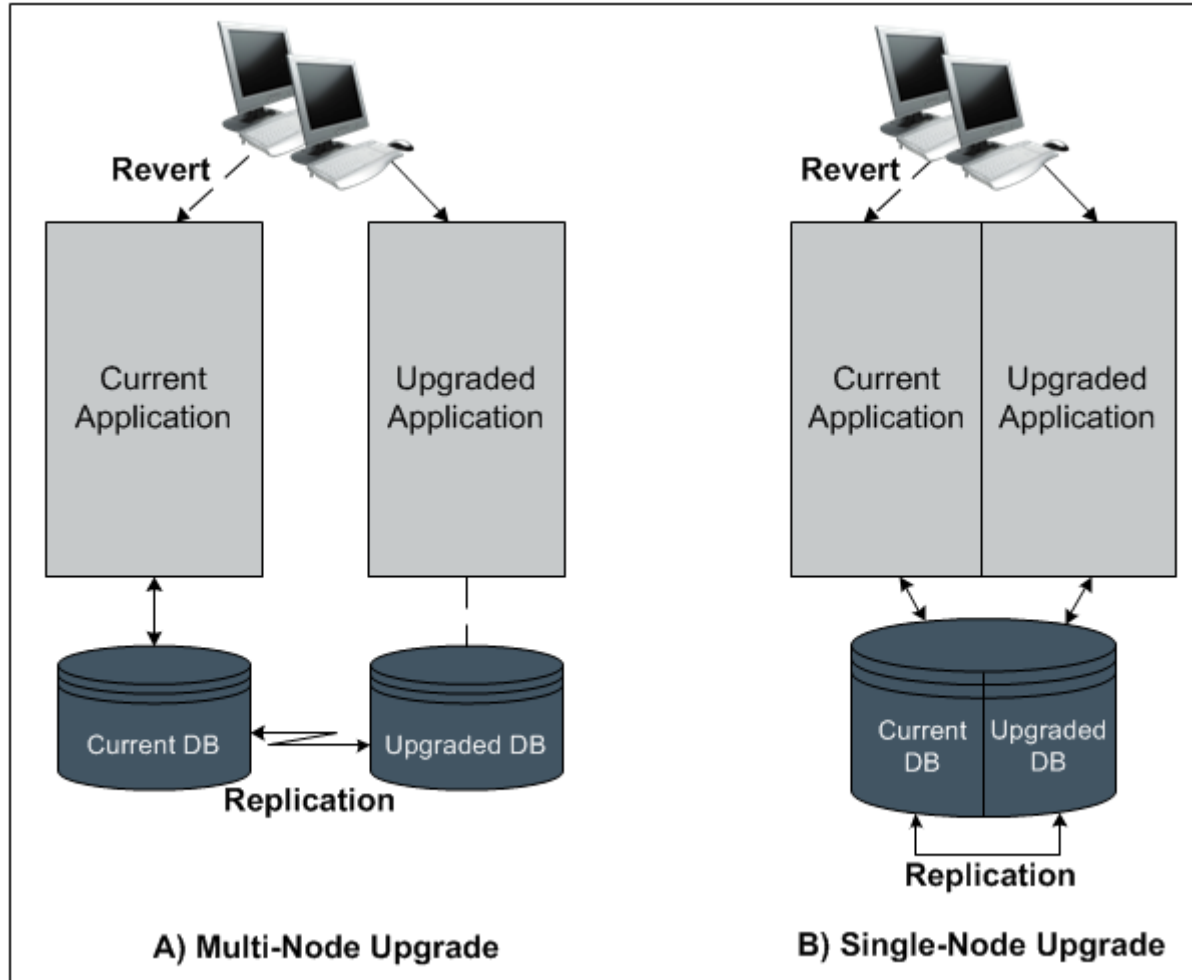 Revert
Current
Application
Upgraded
Application
Current DB
Upgraded DB
Replication
A) Multi-Node Upgrade
Revert
Current
Application
Upgraded
Application
Current
DB
Upgraded
DB
Replication
B) Single-Node Upgrade